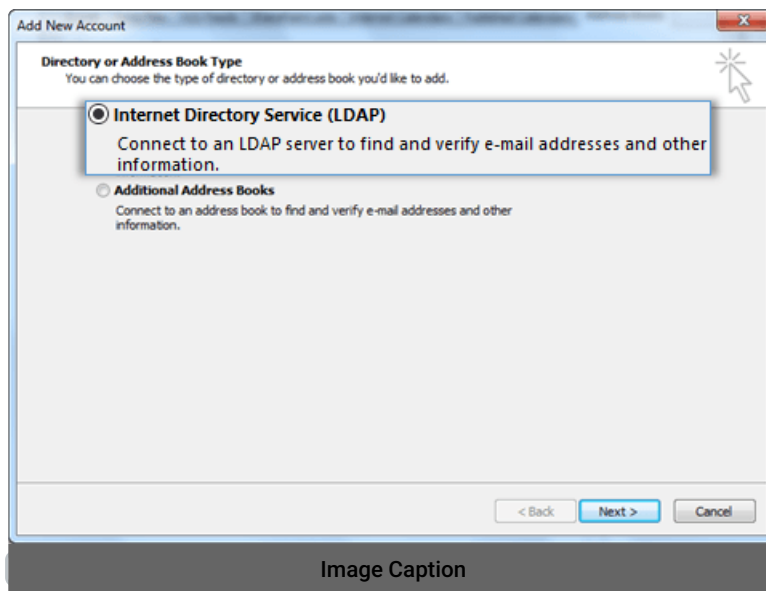 Add New Account
Directory or Address Book Type
You can choose the type of directory or address book you'd like to add.
Internet Directory Service (LDAP)
Connect to an LDAP server to find and verify e-mail addresses and other
information.
Additional Address Books
Connect to an address book to find and verify e-mail addresses and other
information.
< Back
Next >
Cancel
Image Caption